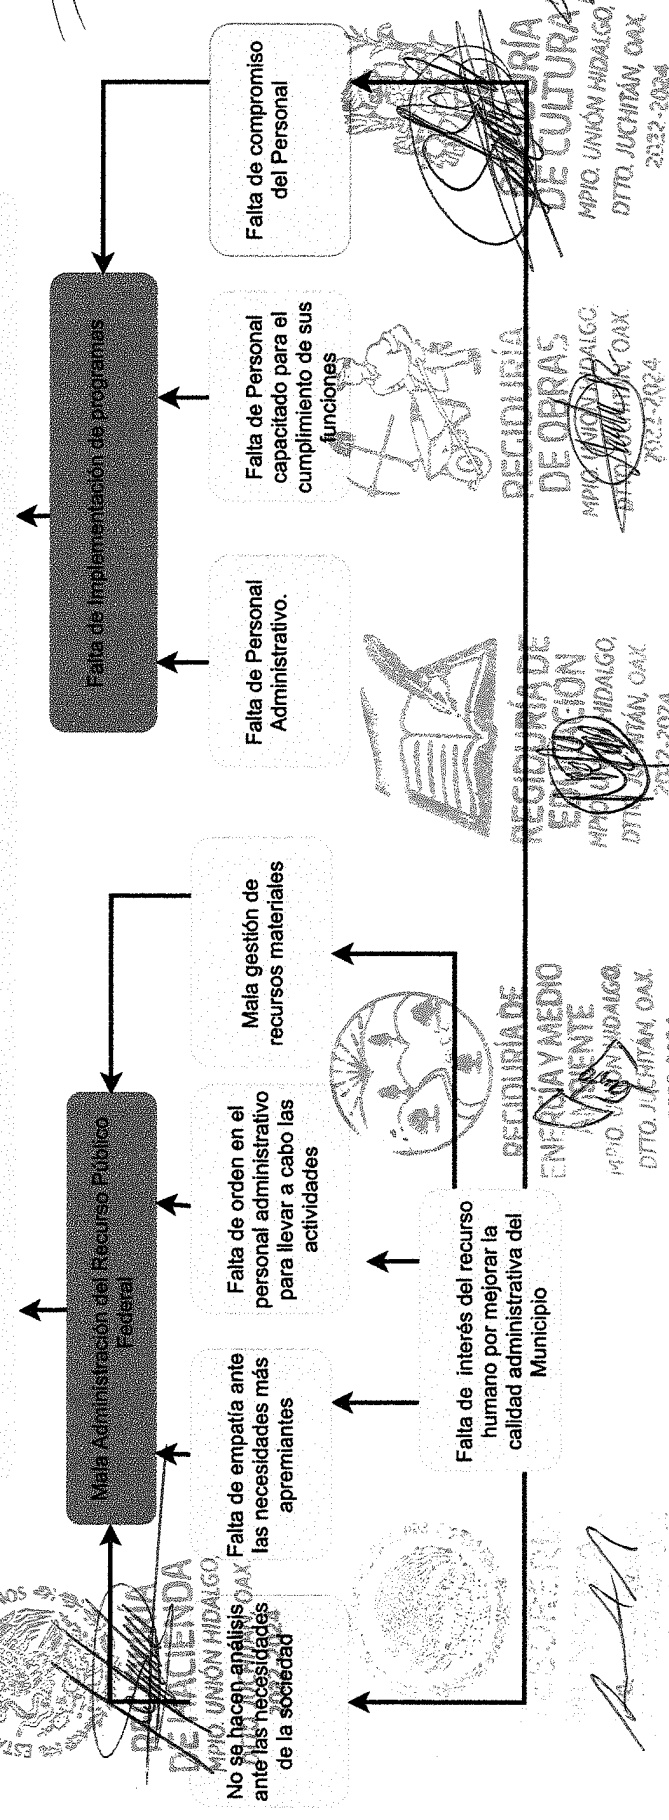 Mala Administración del Recurso Público
Federal
Falta de Implementación de programas
No se hacen análisis
ante las necesidades
de la sociedad
Falta de empatía ante
las necesidades más
apremiantes
Falta de orden en el
personal administrativo
para llevar a cabo las
actividades
Mala gestión de
recursos materiales
Falta de Personal
Administrativo.
Falta de Personal
capacitado para el
cumplimiento de sus
funciones
Falta de compromiso
del Personal
Falta de interés del recurso
humano por mejorar la
calidad administrativa del
Municipio
DE HACIENDA
MPIO. UNIÓN HIDALGO,
OAX
REGIDURÍA DE
ENERGÍA Y MEDIO
AMBIENTE
MPIO. UNIÓN HIDALGO,
DTTO. JUCHITÁN, OAX.
REGIDURÍA DE
EDUCACIÓN
MPIO. HIDALGO,
DTTO. JUCHITÁN, OAX.
2022-2024
REGIDURÍA
DE OBRAS
MPIO. UNIÓN HIDALGO.
OAX
2022-2024
DE CULTURA
MPIO. UNIÓN HIDALGO,
DTTO. JUCHITÁN, OAX.
2022-2024